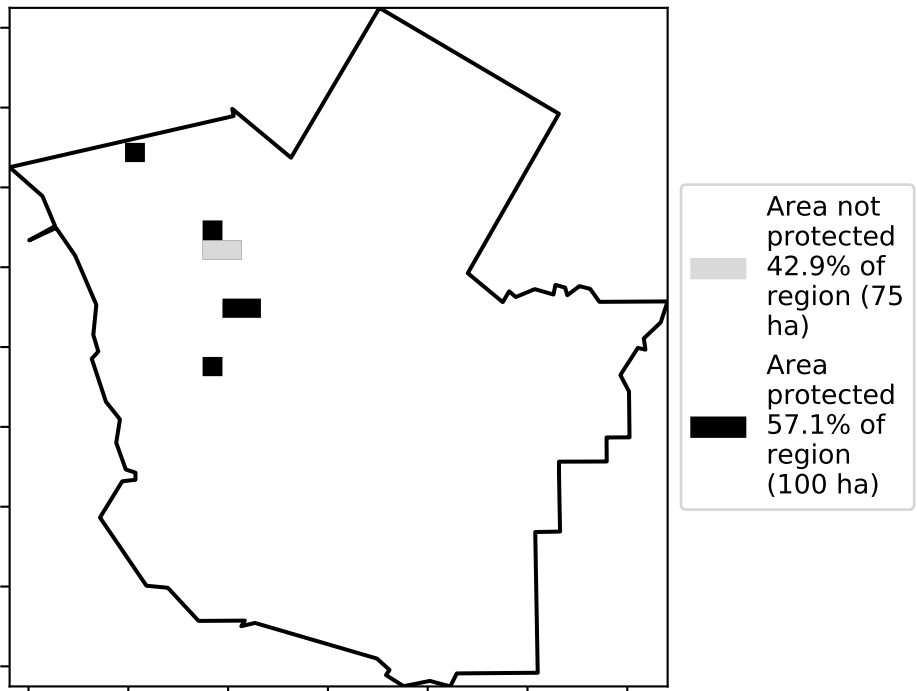 Area not
protected
42.9% of
region (75
ha)
Area
protected
57.1% of
region
(100 ha)